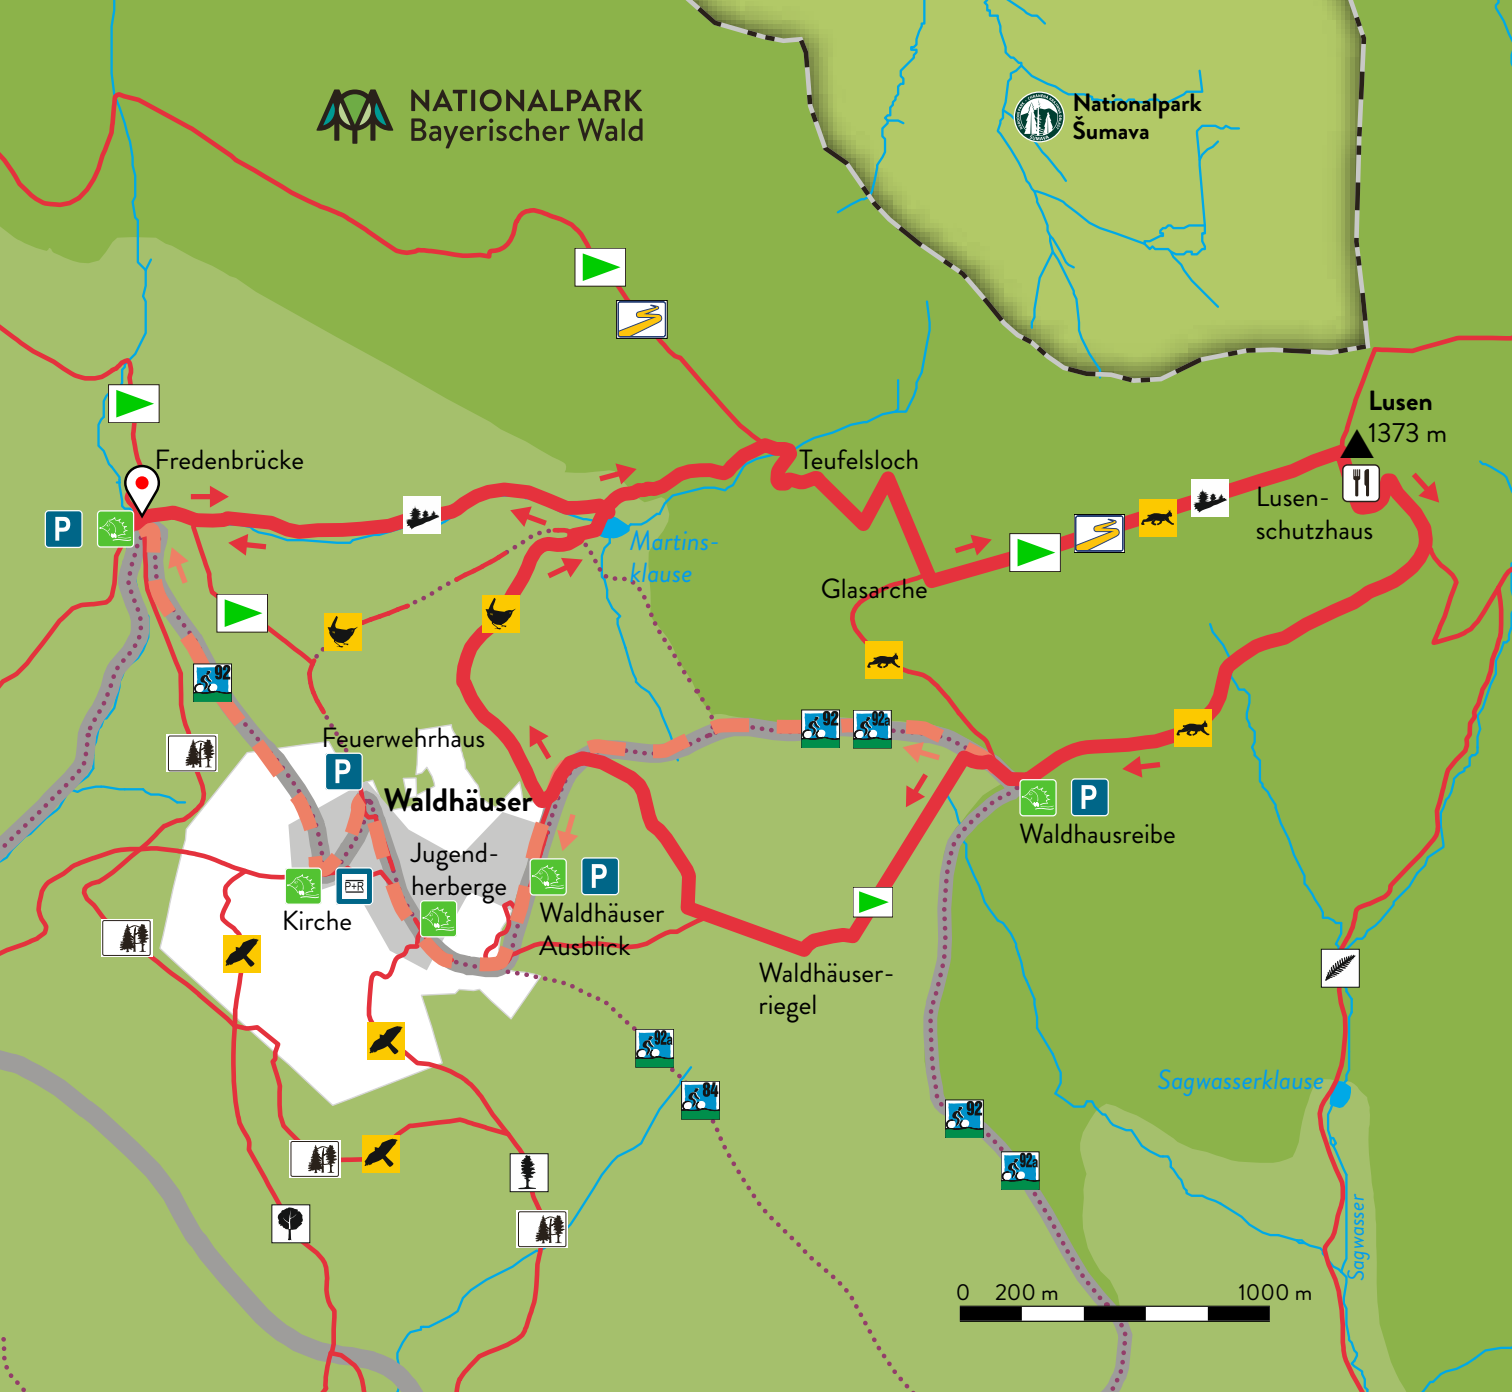 NATIONALPARK
Bayerischer Wald
Nationalpark
Šumava
Lusen
1373 m
Fredenbrücke
Teufelsloch
Lusen-
schutzhaus
P
Martins-
klause
Glasarche
92
Feuerwehrhaus
P
92
92a
Waldhäuser
P
Waldhausreibe
Jugend-
herberge
P
P+R
Kirche
Waldhäuser
Ausblick
Waldhäuser-
riegel
92a
84
Sagwasserklause
92
92a
Sagwasser
0 200 m 1000 m